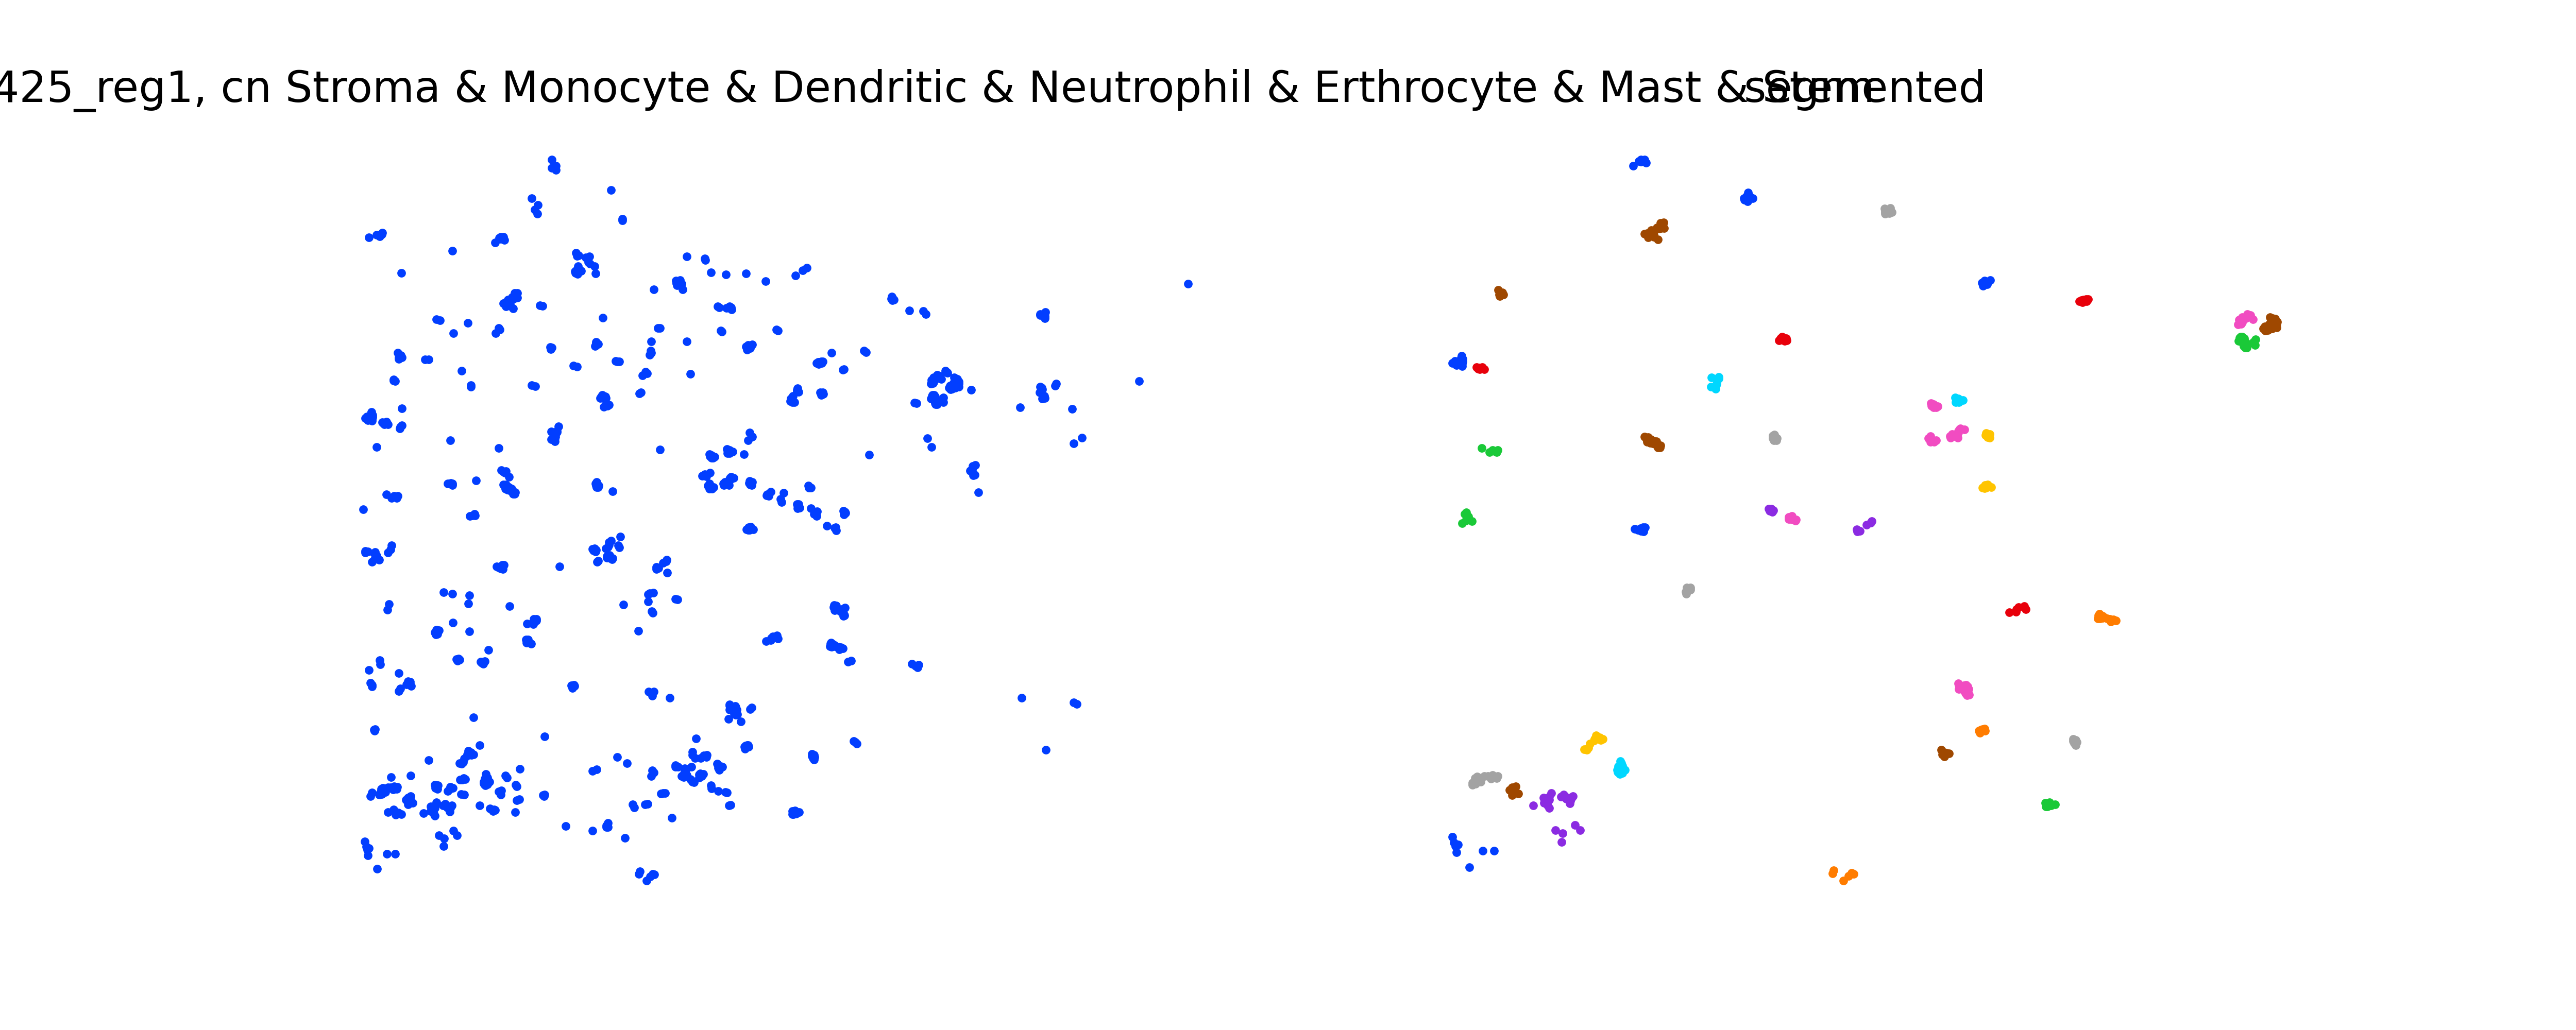 425_reg1, cn Stroma & Monocyte & Dendritic & Neutrophil & Erthrocyte & Mast & Stem
segmented